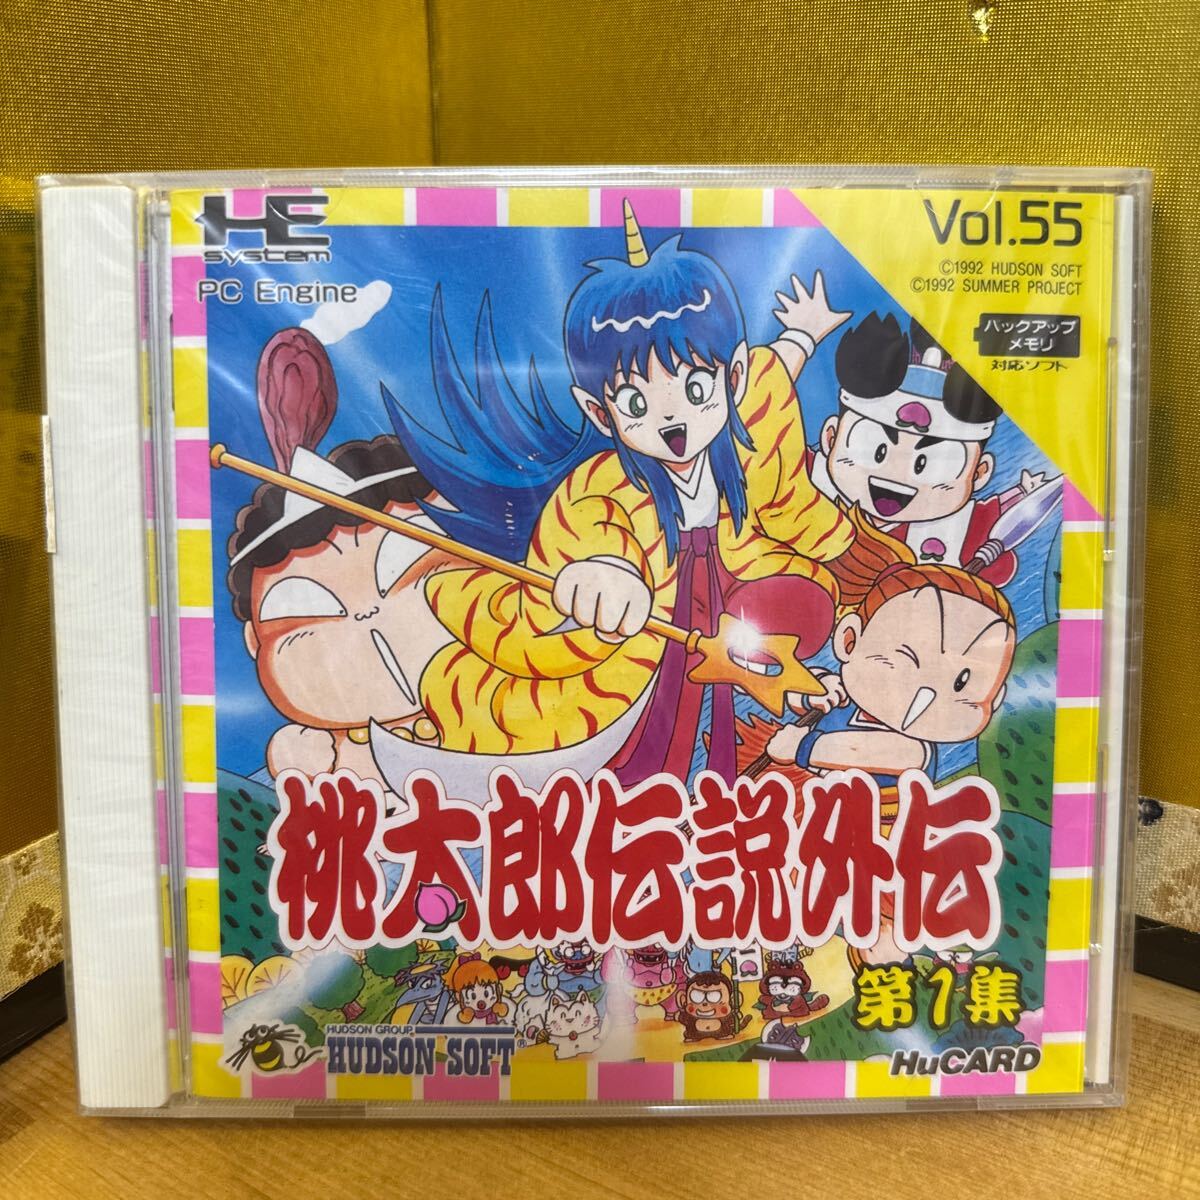 HE
system
PC Engine
Vol.55
©1992 HUDSON SOFT
©1992 SUMMER PROJECT
バックアップ
メモリ
対応ソフト
桃太郎伝説外伝
第1集
HUDSON GROUP
HUDSON SOFT®
HuCARD